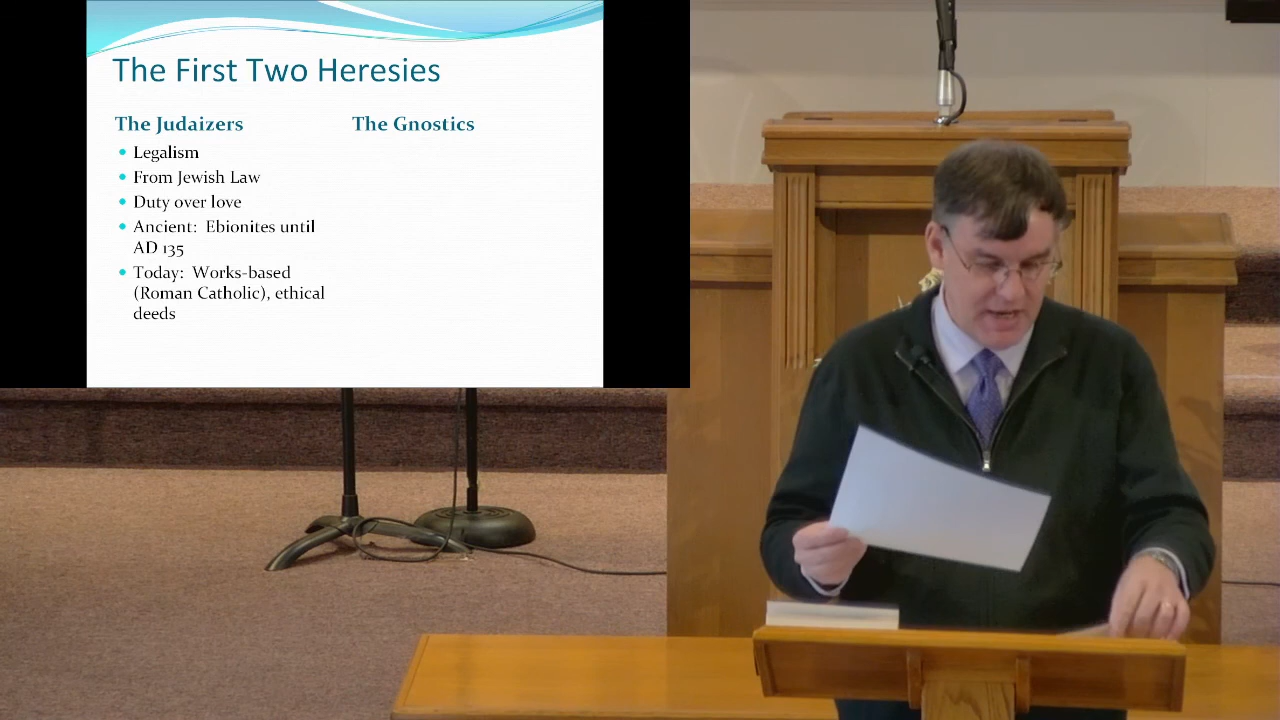 The First Two Heresies
The Judaizers
Legalism
From Jewish Law
Duty over love
Ancient: Ebionites until
AD 135
Today: Works-based
(Roman Catholic), ethical
deeds
The Gnostics